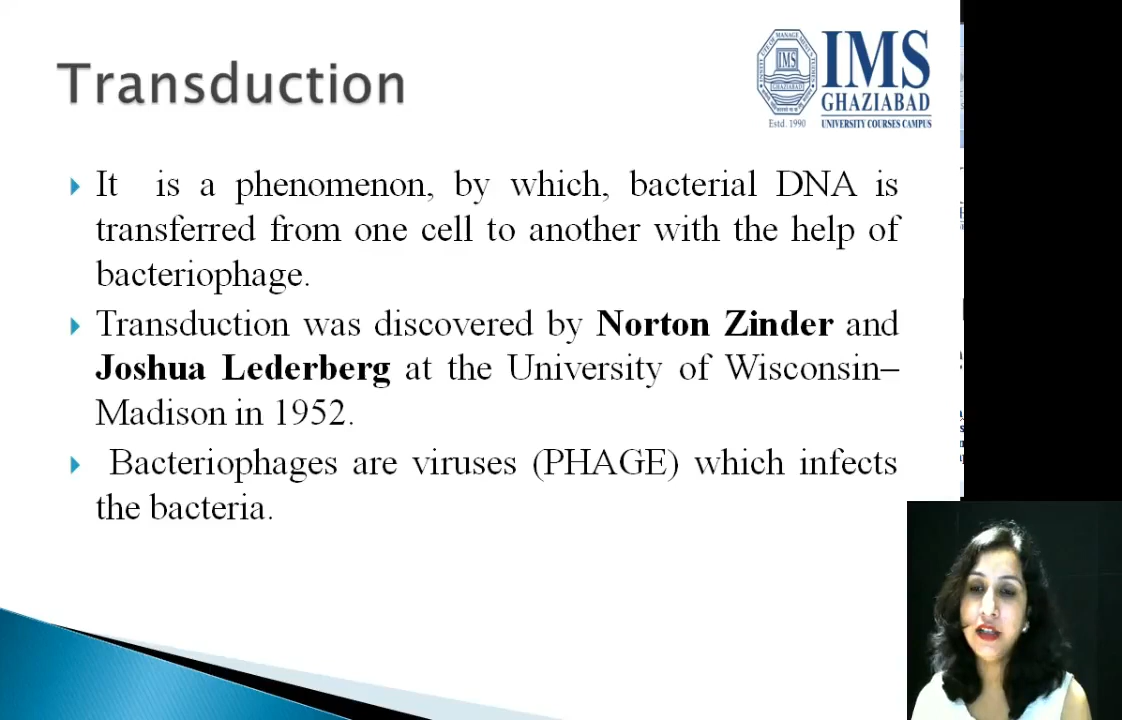 Transduction
IMS
GHAZIABAD
UNIVERSITY COURSES CAMPUS
IMS
GHAZIABAD
Estd. 1990
It is a phenomenon, by which, bacterial DNA is
transferred from one cell to another with the help of
bacteriophage.
Transduction was discovered by Norton Zinder and
Joshua Lederberg at the University of Wisconsin–
Madison in 1952.
Bacteriophages are viruses (PHAGE) which infects
the bacteria.